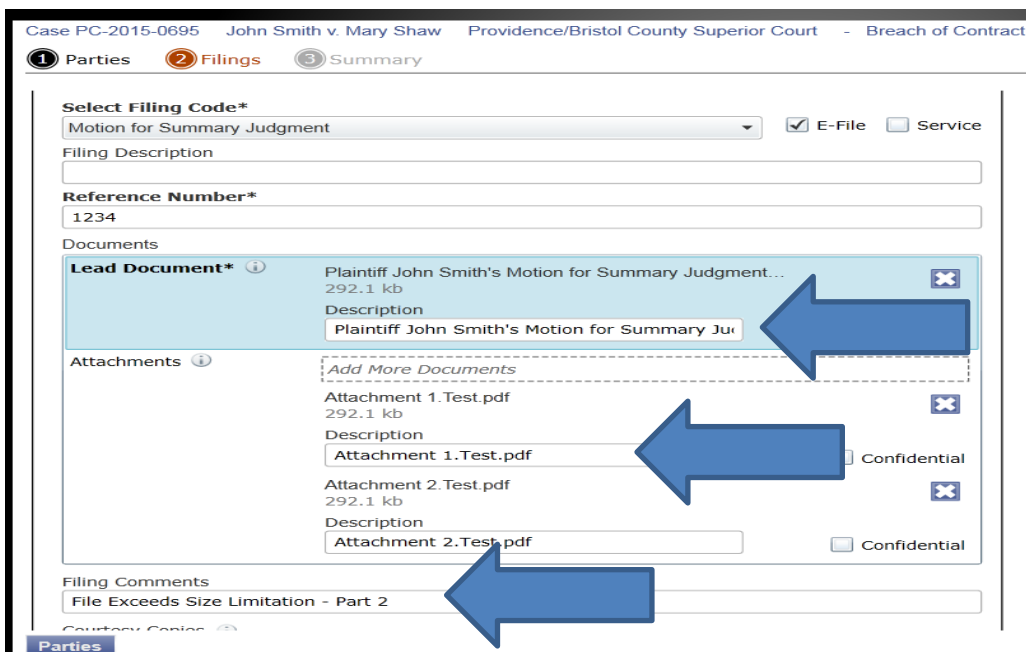 Case PC-2015-0695 John Smith v. Mary Shaw Providence/Bristol County Superior Court - Breach of Contract
1 Parties 2 Filings 3 Summary
Select Filing Code*
Motion for Summary Judgment E-File Service
Filing Description
Reference Number*
1234
Documents
Lead Document* i Plaintiff John Smith's Motion for Summary Judgment...
292.1 kb
Description
Plaintiff John Smith's Motion for Summary Ju
Attachments i Add More Documents
Attachment 1.Test.pdf
292.1 kb
Description
Attachment 1.Test.pdf Confidential
Attachment 2.Test.pdf
292.1 kb
Description
Attachment 2.Test.pdf Confidential
Filing Comments
File Exceeds Size Limitation - Part 2
Courtesy Copies
Parties